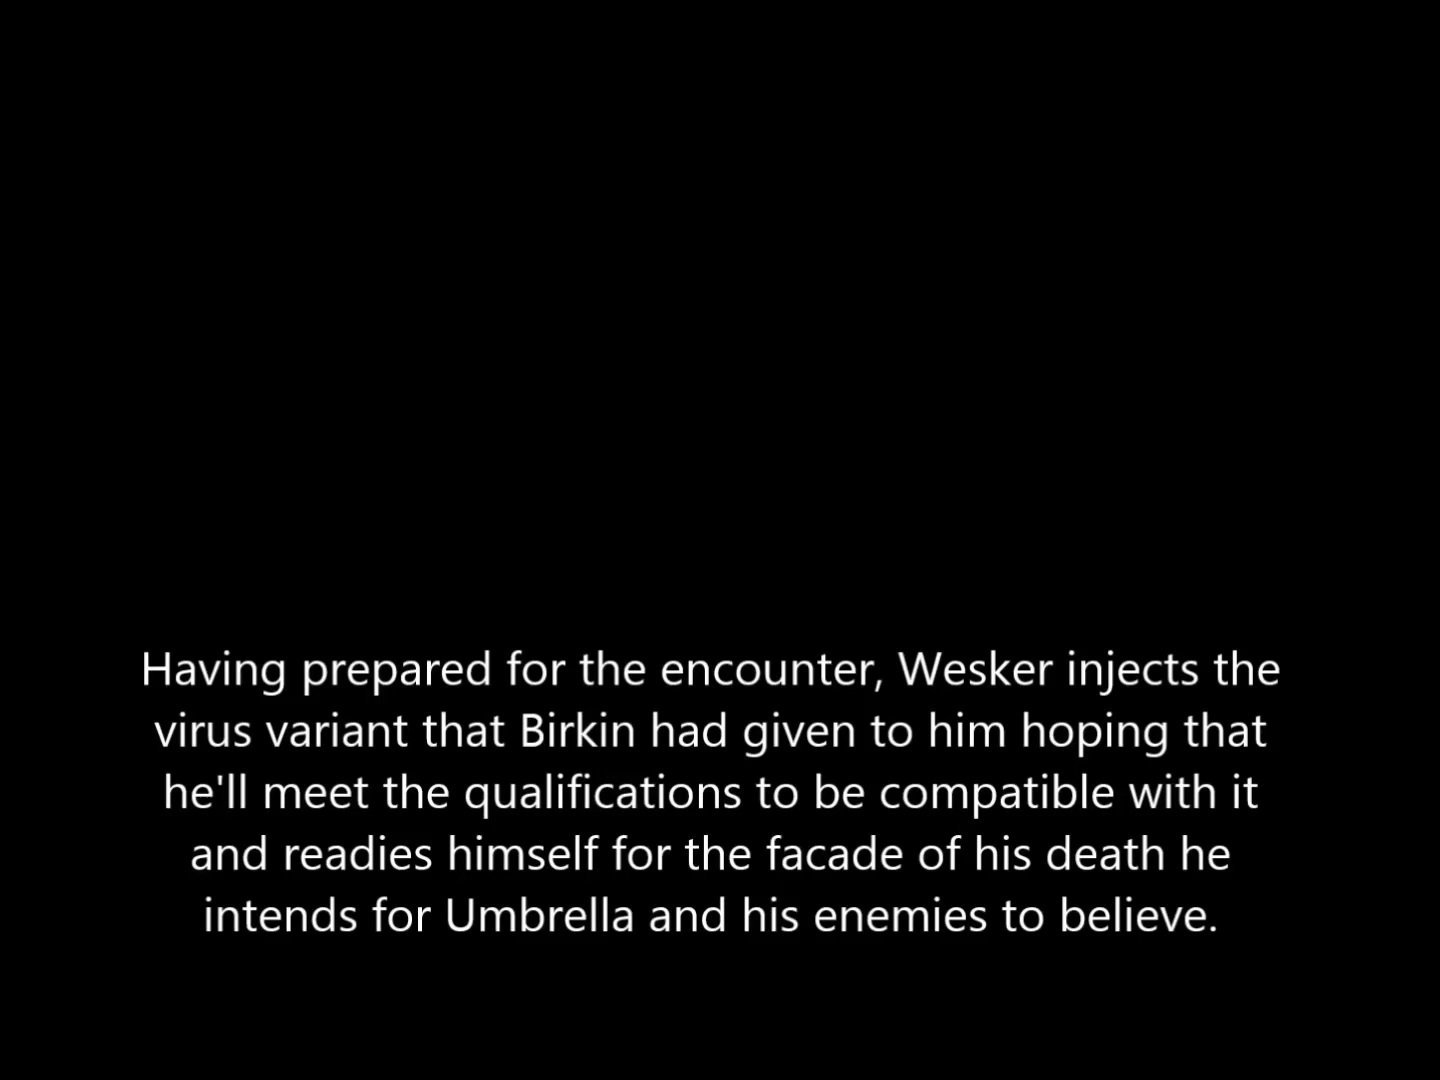 Having prepared for the encounter, Wesker injects the
virus variant that Birkin had given to him hoping that
he'll meet the qualifications to be compatible with it
and readies himself for the facade of his death he
intends for Umbrella and his enemies to believe.